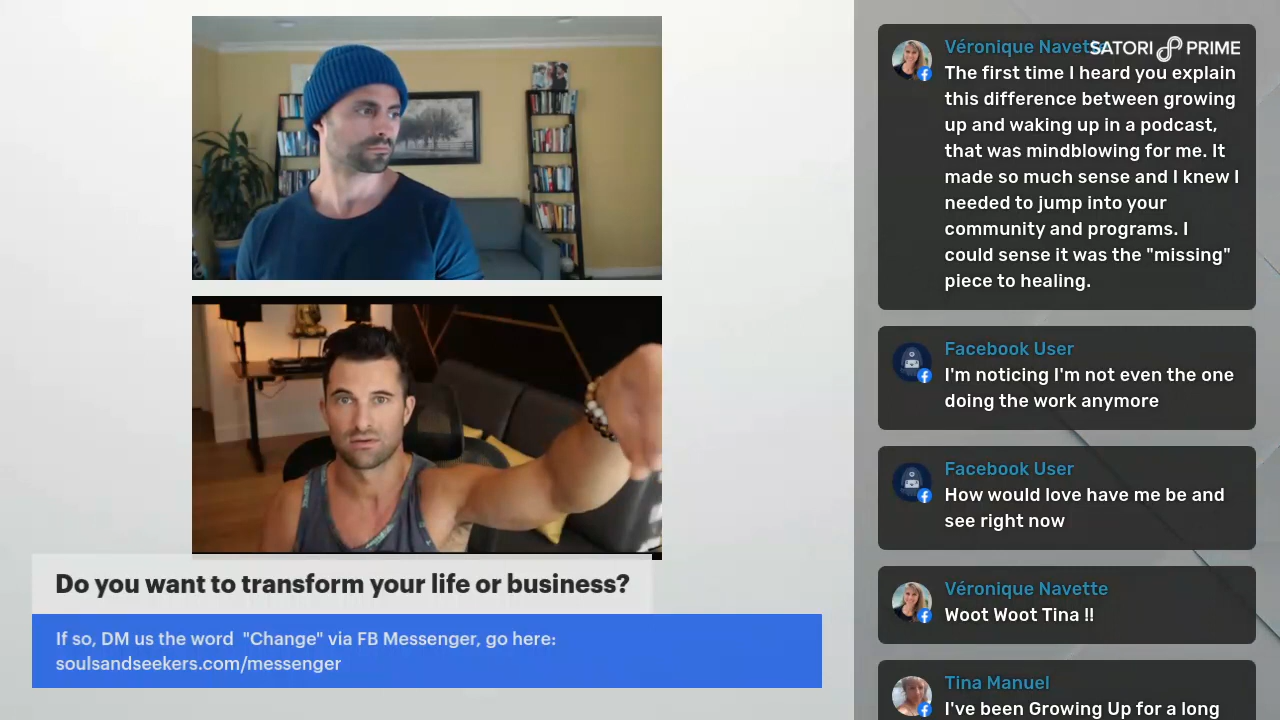 Do you want to transform your life or business?
If so, DM us the word "Change" via FB Messenger, go here:
soulsandseekers.com/messenger
SATORI PRIME
Véronique Navette
The first time I heard you explain
this difference between growing
up and waking up in a podcast,
that was mindblowing for me. It
made so much sense and I knew I
needed to jump into your
community and programs. I
could sense it was the "missing"
piece to healing.
Facebook User
I'm noticing I'm not even the one
doing the work anymore
Facebook User
How would love have me be and
see right now
Véronique Navette
Woot Woot Tina !!
Tina Manuel
I've been Growing Up for a long